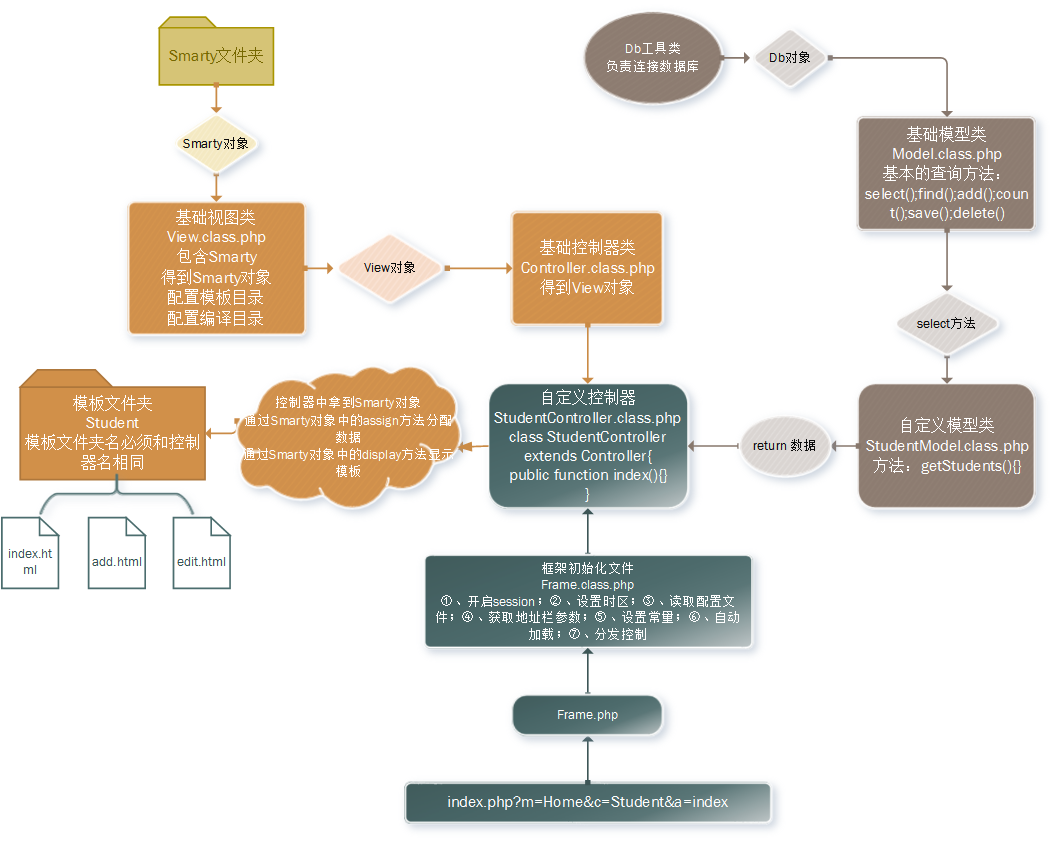 Smarty文件夹
Db工具类
负责连接数据库
Db对象
Smarty对象
基础模型类
Model.class.php
基本的查询方法：
select();find();add();coun
t();save();delete()
基础视图类
View.class.php
包含Smarty
得到Smarty对象
配置模板目录
配置编译目录
View对象
基础控制器类
Controller.class.php
得到View对象
select方法
模板文件夹
Student
模板文件夹名必须和控制
器名相同
控制器中拿到Smarty对象
通过Smarty对象中的assign方法分配
数据
通过Smarty对象中的display方法显示
模板
自定义控制器
StudentController.class.php
class StudentController
extends Controller{
public function index(){}
}
return 数据
自定义模型类
StudentModel.class.php
方法：getStudents(){}
index.ht
ml
add.html
edit.html
框架初始化文件
Frame.class.php
①、开启session；②、设置时区；③、读取配置文
件；④、获取地址栏参数；⑤、设置常量；⑥、自动
加载；⑦、分发控制
Frame.php
index.php?m=Home&c=Student&a=index